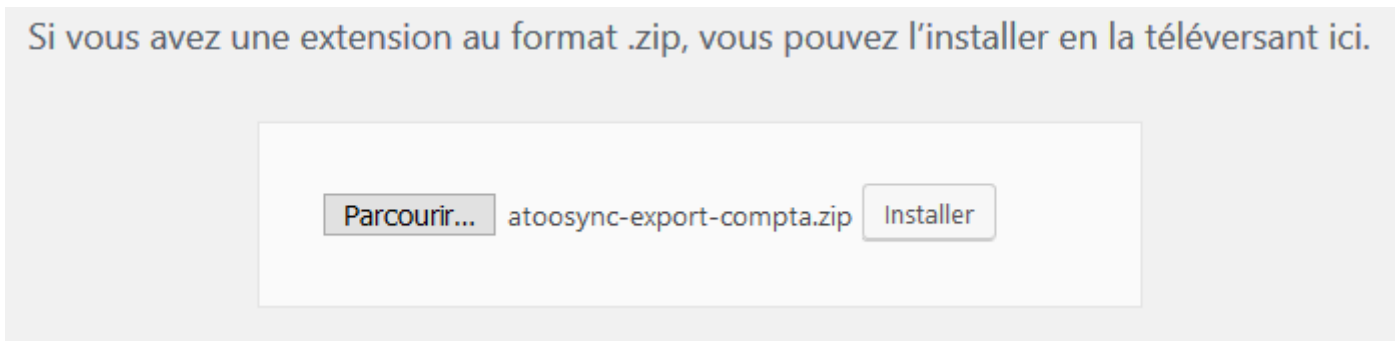 Si vous avez une extension au format .zip, vous pouvez l’installer en la téléversant ici.
Parcourir... atoosync-export-compta.zip Installer